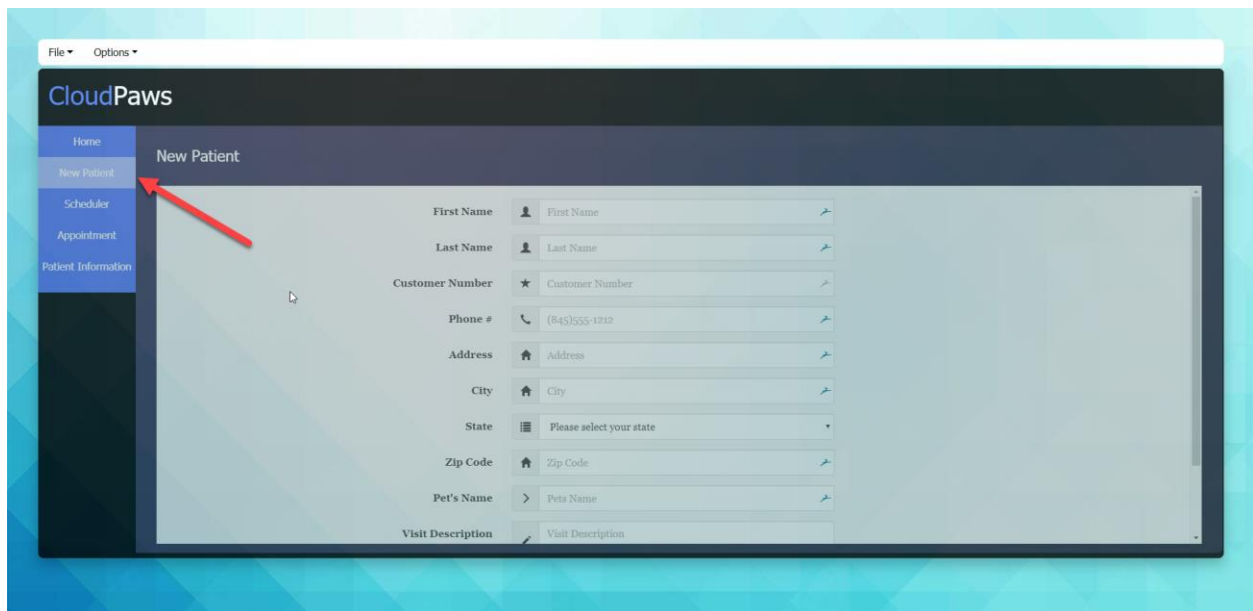 File Options
CloudPaws
Home
New Patient
Scheduler
Appointment
Patient Information
New Patient
First Name First Name
Last Name Last Name
Customer Number Customer Number
Phone # (845)555-1212
Address Address
City City
State Please select your state
Zip Code Zip Code
Pet's Name Pets Name
Visit Description Visit Description